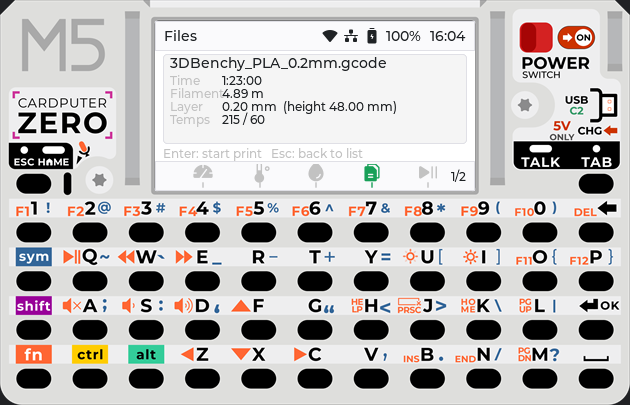 M5
CARDPUTER
ZERO
ESC HOME
Files 100% 16:04
3DBenchy_PLA_0.2mm.gcode
Time 1:23:00
Filament 4.89 m
Layer 0.20 mm (height 48.00 mm)
Temps 215 / 60
Enter: start print Esc: back to list
1/2
ON
POWER
SWITCH
USB
C2
5V
ONLY
CHG
TALK TAB
F1 1 ! F2 2 @ F3 3 # F4 4 $ F5 5 % F6 6 ^ F7 7 & F8 8 * F9 9 ( F10 0 ) DEL
sym Q ~ W ` E _ R - T + Y = U [ I ] F11 O { F12 P }
shift A ; S : D , F G “ HELP H < PRSC J > HOME K \ PGUP L | OK
fn ctrl alt Z X C V , INS B . END N / PGDN M ?